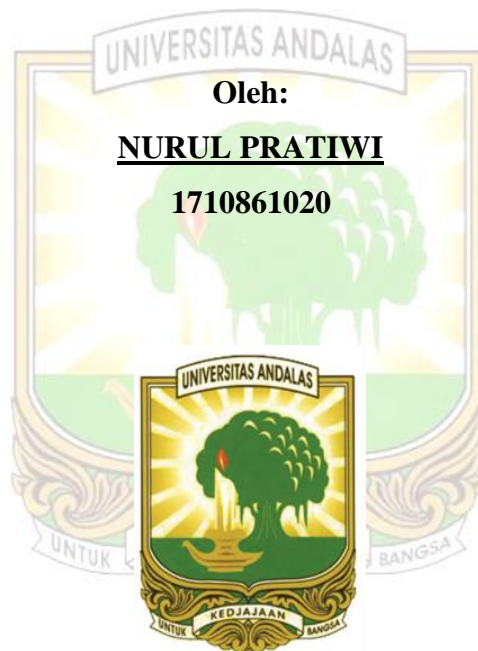 UNIVERSITAS ANDALAS
Oleh:
NURUL PRATIWI
1710861020
UNIVERSITAS ANDALAS
UNTUK BANGSA
KEDJAJAAN
UNTUK BANGSA